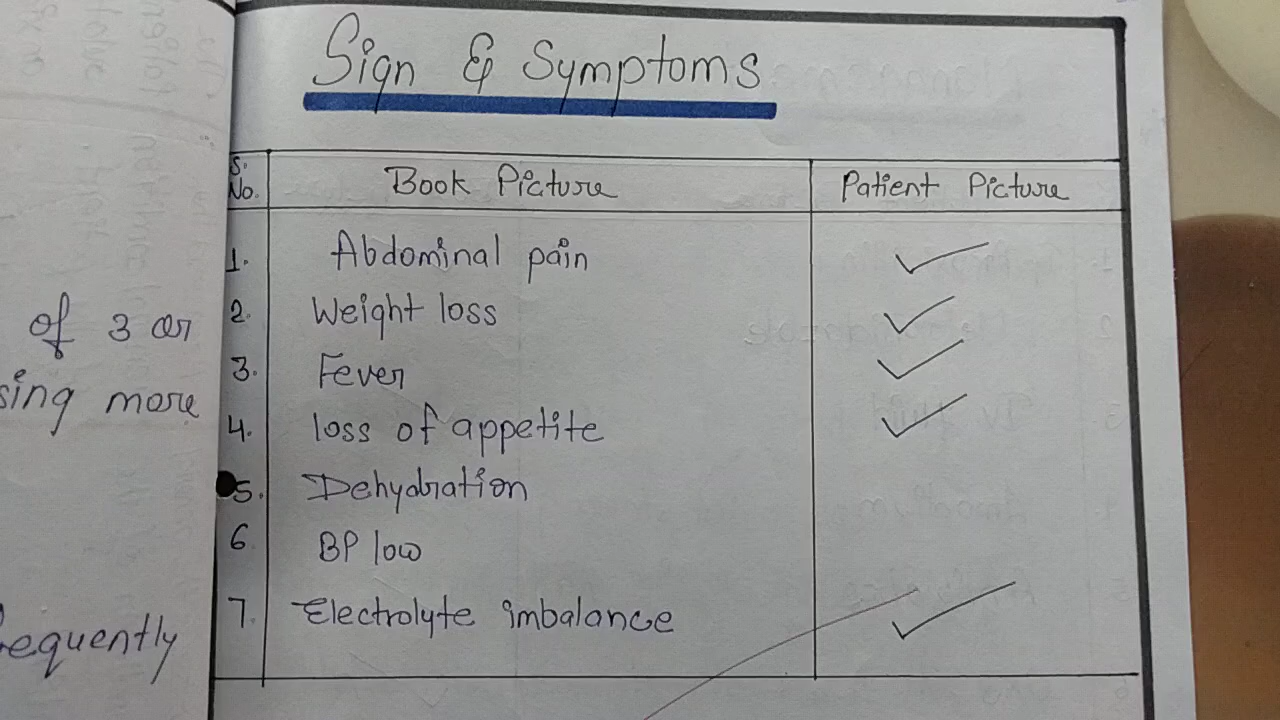 Sign & Symptoms
S. No. Book Picture Patient Picture
1. Abdominal pain ✓
2. Weight loss ✓
3. Fever ✓
4. loss of appetite ✓
5. Dehydration
6. BP low
7. Electrolyte imbalance ✓
of 3 or
sing more
equently